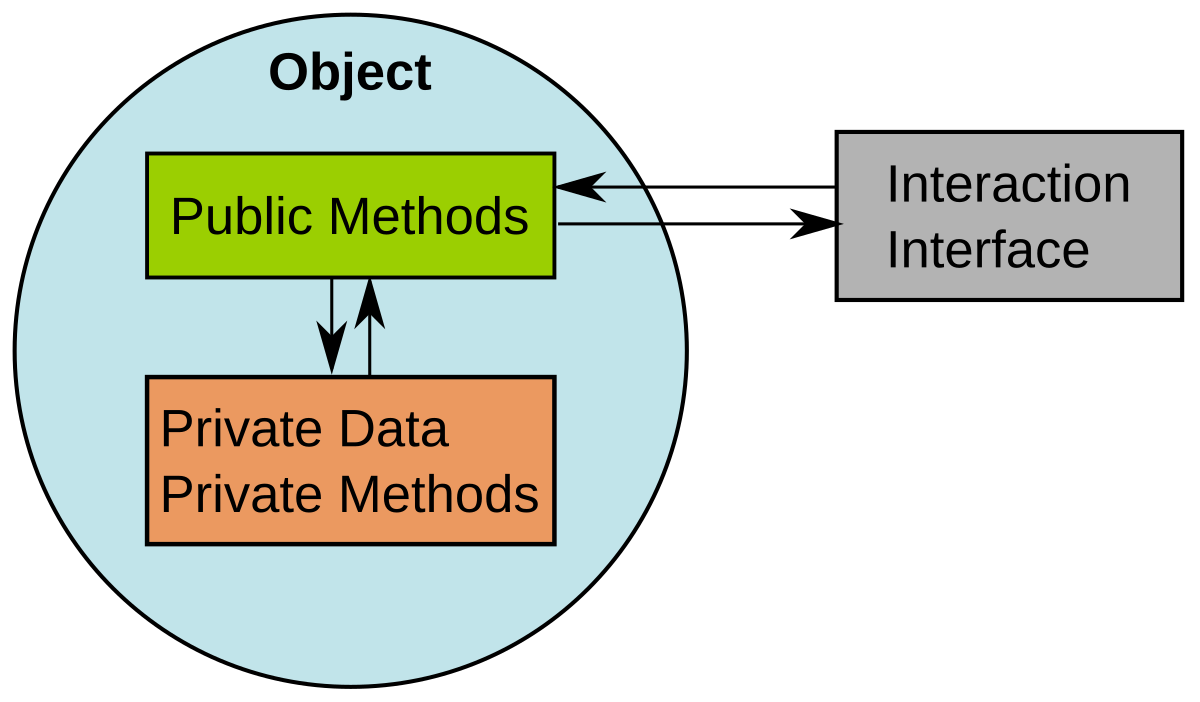 Object
Public Methods
Interaction
Interface
Private Data
Private Methods